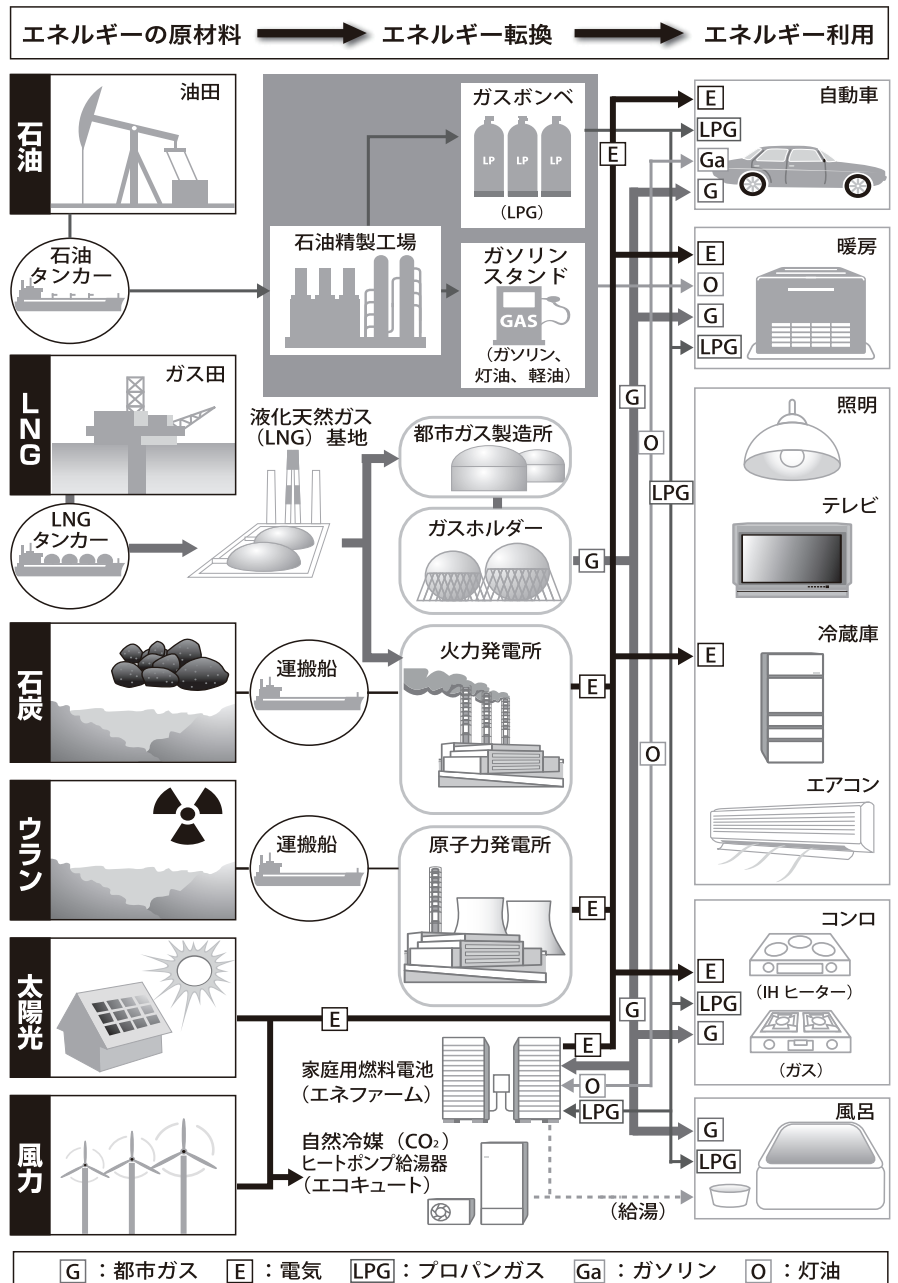 エネルギーの原材料 エネルギー転換 エネルギー利用
石油
油田
石油
タンカー
石油精製工場
ガスボンベ
LP LP LP
(LPG)
ガソリン
スタンド
GAS
(ガソリン、
灯油、軽油)
E
自動車
E
LPG
Ga
G
暖房
E
O
G
LPG
LNG
ガス田
LNG
タンカー
液化天然ガス
(LNG) 基地
都市ガス製造所
ガスホルダー
G
G
O
LPG
照明
テレビ
冷蔵庫
E
エアコン
石炭
運搬船
火力発電所
E
O
ウラン
運搬船
原子力発電所
E
コンロ
E
(IH ヒーター)
LPG
G
(ガス)
太陽光
E
G
家庭用燃料電池
(エネファーム)
E
O
LPG
風力
自然冷媒 (CO₂)
ヒートポンプ給湯器
(エコキュート)
(給湯)
風呂
G
LPG
G :都市ガス E :電気 LPG :プロパンガス Ga :ガソリン O :灯油